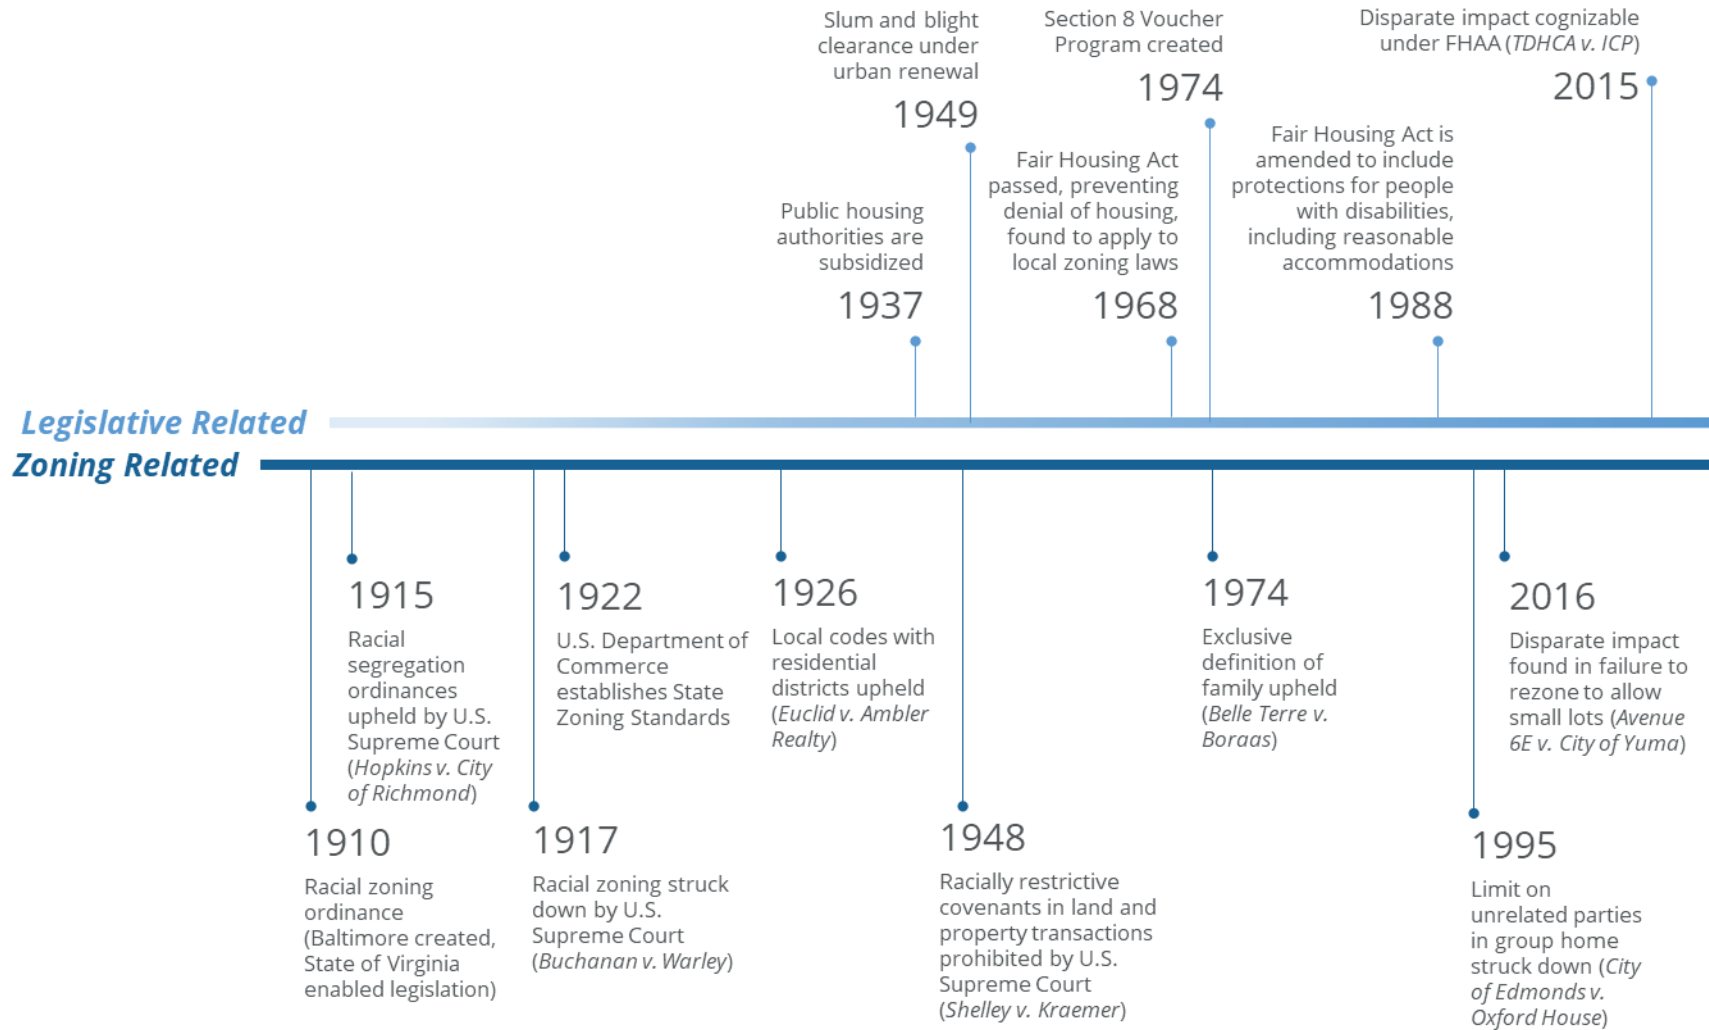 Slum and blight
clearance under
urban renewal
1949
Section 8 Voucher
Program created
1974
Disparate impact cognizable
under FHAA (TDHCA v. ICP)
2015
Public housing
authorities are
subsidized
1937
Fair Housing Act
passed, preventing
denial of housing,
found to apply to
local zoning laws
1968
Fair Housing Act is
amended to include
protections for people
with disabilities,
including reasonable
accommodations
1988
Legislative Related
Zoning Related
1915
Racial
segregation
ordinances
upheld by U.S.
Supreme Court
(Hopkins v. City
of Richmond)
1922
U.S. Department of
Commerce
establishes State
Zoning Standards
1926
Local codes with
residential
districts upheld
(Euclid v. Ambler
Realty)
1974
Exclusive
definition of
family upheld
(Belle Terre v.
Boraas)
2016
Disparate impact
found in failure to
rezone to allow
small lots (Avenue
6E v. City of Yuma)
1910
Racial zoning
ordinance
(Baltimore created,
State of Virginia
enabled legislation)
1917
Racial zoning struck
down by U.S.
Supreme Court
(Buchanan v. Warley)
1948
Racially restrictive
covenants in land and
property transactions
prohibited by U.S.
Supreme Court
(Shelley v. Kraemer)
1995
Limit on
unrelated parties
in group home
struck down (City
of Edmonds v.
Oxford House)